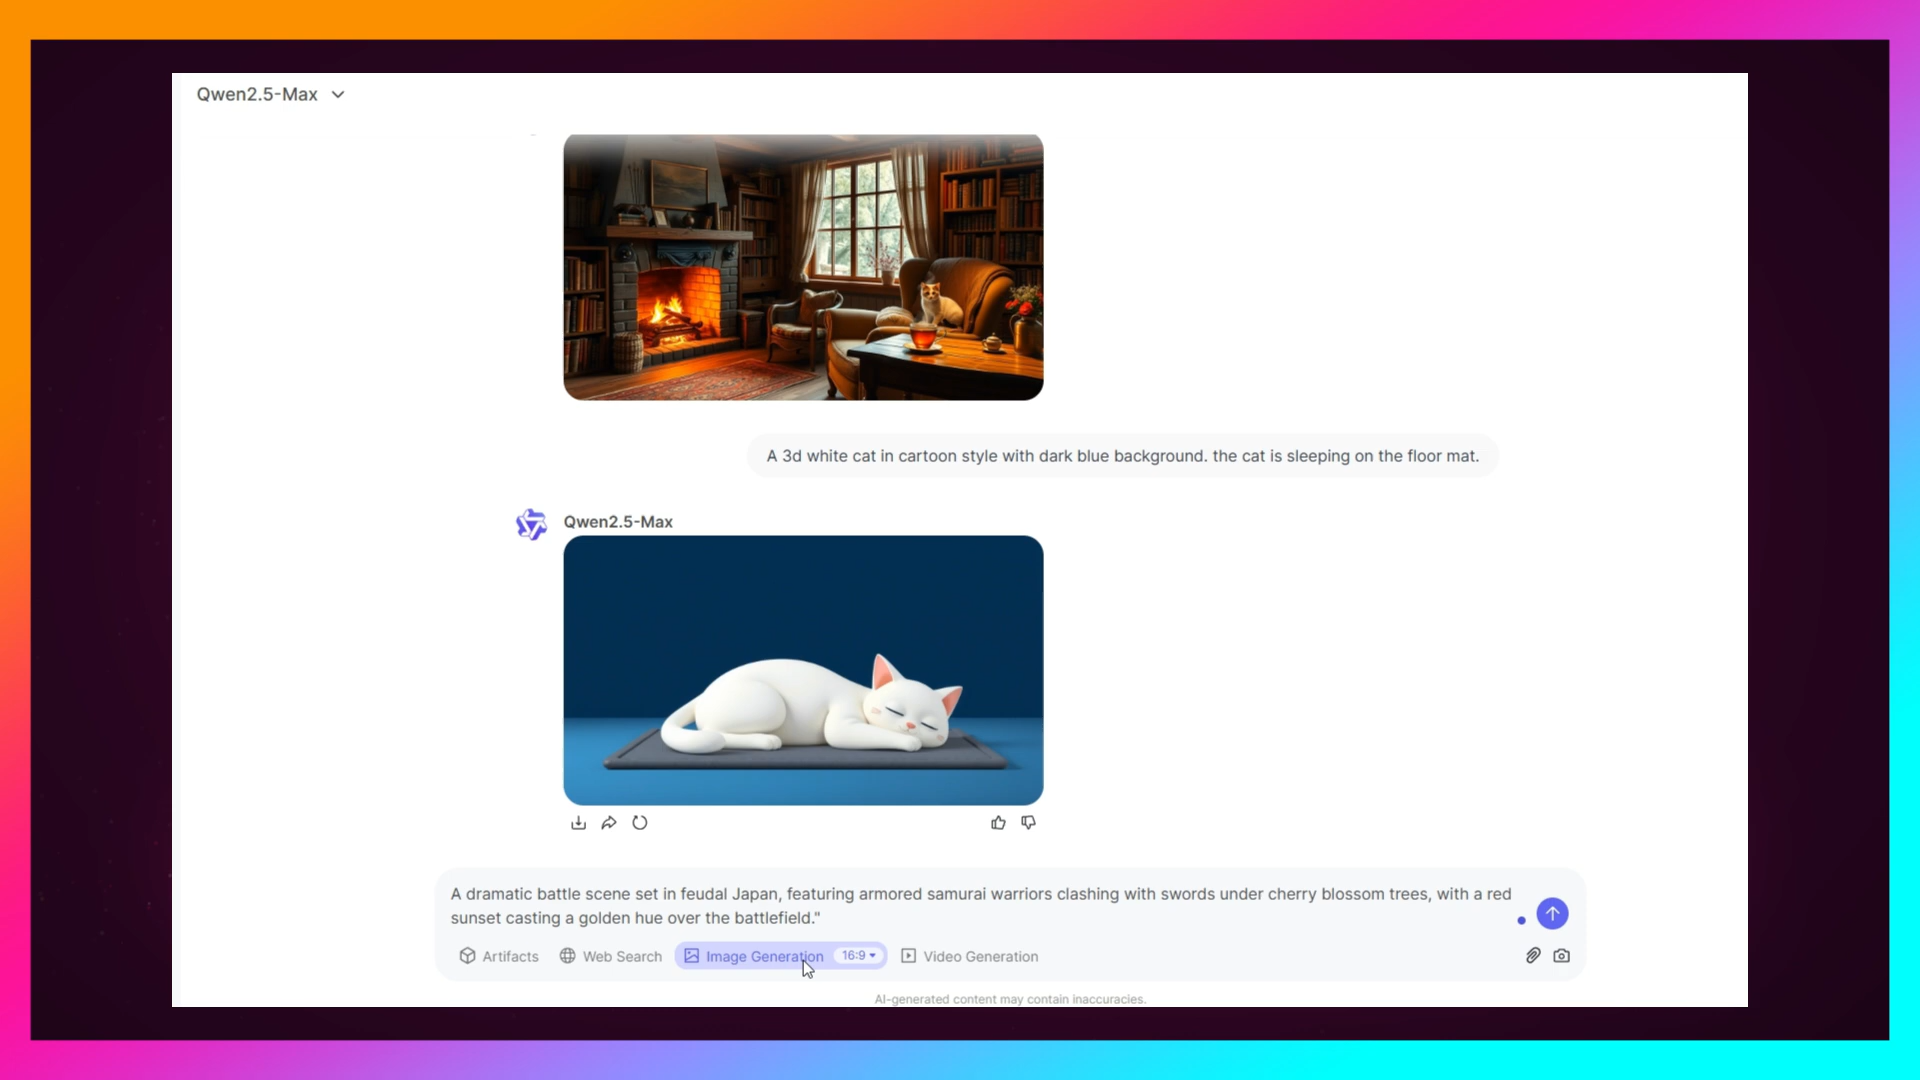 Qwen2.5-Max
A 3d white cat in cartoon style with dark blue background. the cat is sleeping on the floor mat.
Qwen2.5-Max
A dramatic battle scene set in feudal Japan, featuring armored samurai warriors clashing with swords under cherry blossom trees, with a red
sunset casting a golden hue over the battlefield."
Artifacts Web Search Image Generation 16:9 Video Generation
AI-generated content may contain inaccuracies.